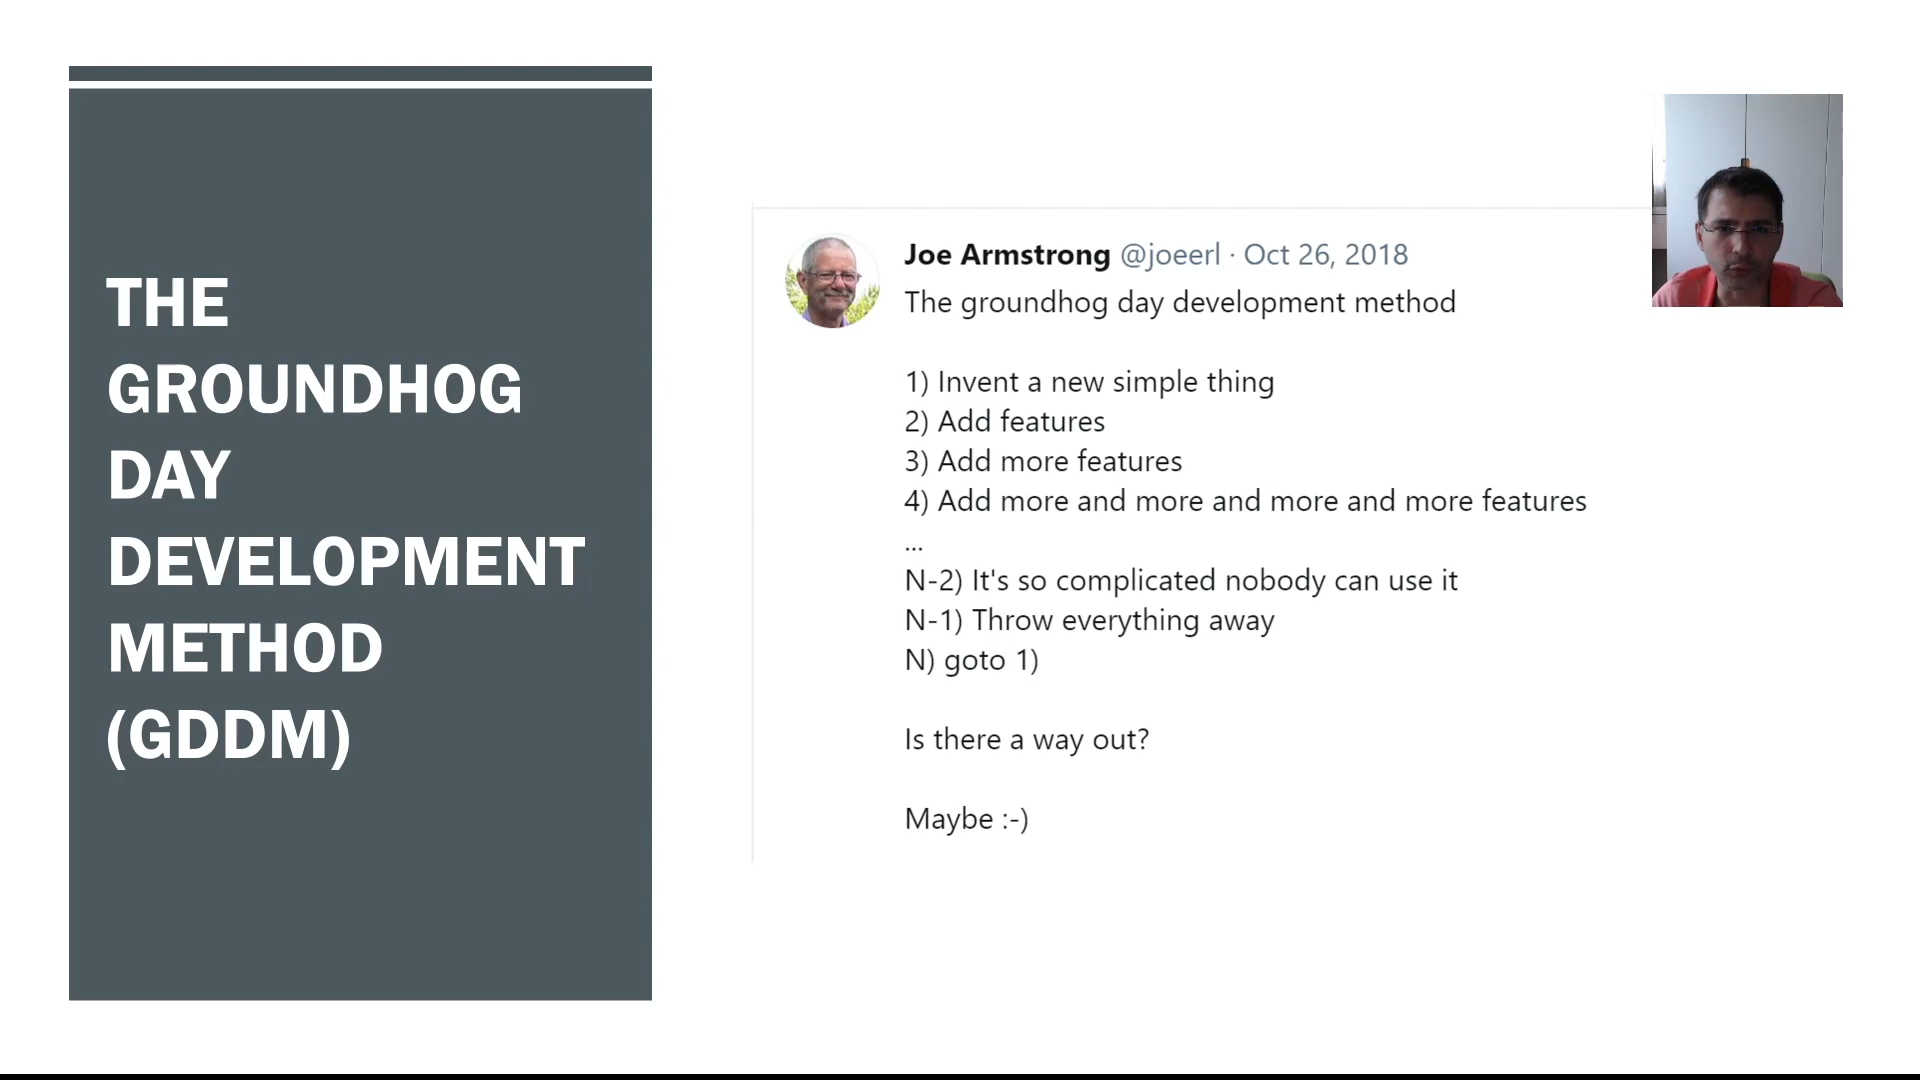 THE
GROUNDHOG
DAY
DEVELOPMENT
METHOD
(GDDM)
Joe Armstrong @joeerl · Oct 26, 2018
The groundhog day development method
1) Invent a new simple thing
2) Add features
3) Add more features
4) Add more and more and more and more features
...
N-2) It's so complicated nobody can use it
N-1) Throw everything away
N) goto 1)
Is there a way out?
Maybe :-)